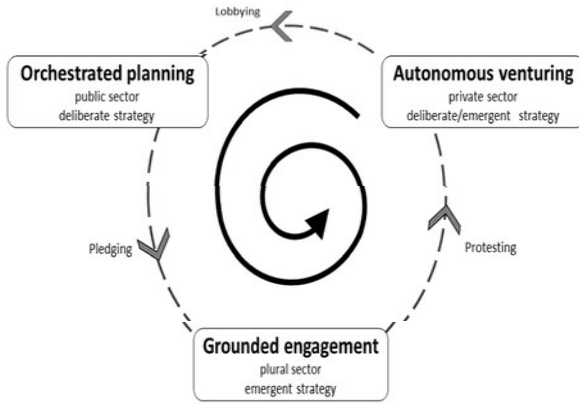 Lobbying
Orchestrated planning
public sector
deliberate strategy
Autonomous venturing
private sector
deliberate/emergent strategy
Pledging
Protesting
Grounded engagement
plural sector
emergent strategy